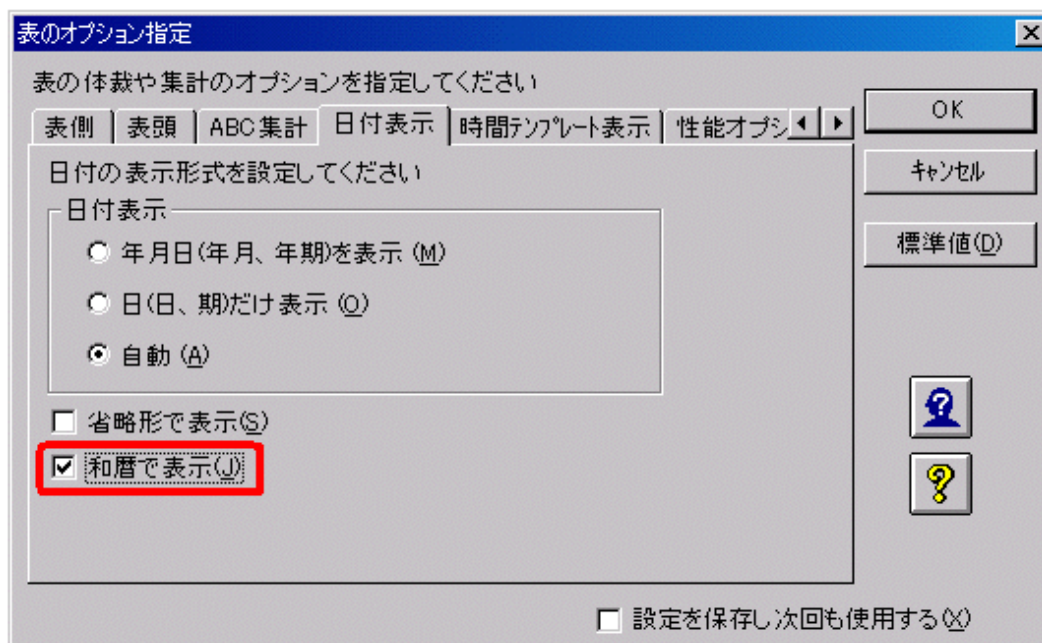 表のオプション指定
表の体裁や集計のオプションを指定してください
表側 表頭 ABC集計 日付表示 時間テンプレート表示 性能オプシ
日付の表示形式を設定してください
日付表示
年月日(年月、年期)を表示 (M)
日(日、期)だけ表示 (O)
自動 (A)
省略形で表示(S)
和暦で表示(J)
OK
キャンセル
標準値(D)
設定を保存し次回も使用する(X)